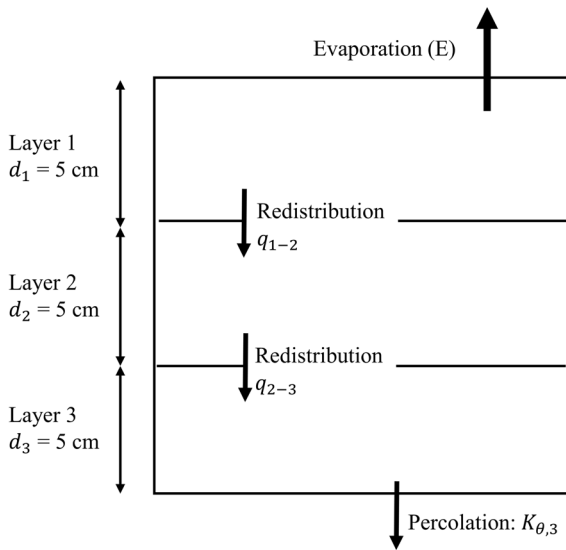 Evaporation (E)
Layer 1
d₁ = 5 cm
Redistribution
q₁₋₂
Layer 2
d₂ = 5 cm
Redistribution
q₂₋₃
Layer 3
d₃ = 5 cm
Percolation: K_{θ,3}